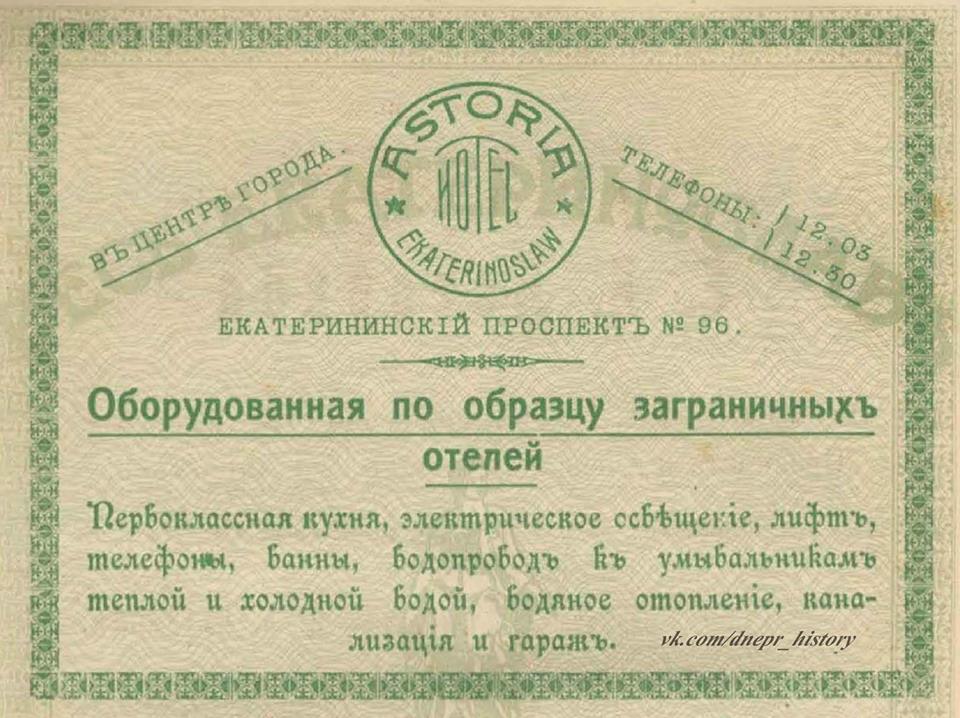 ASTORIA
HOTEL
EKATERINOSLAW
ВЪ ЦЕНТРѢ ГОРОДА.
ТЕЛЕФОНЫ: } 12.03
} 12.30
ЕКАТЕРИНИНСКІЙ ПРОСПЕКТЪ № 96.
Оборудованная по образцу заграничныхъ
отелей
Первоклассная кухня, электрическое освѣщеніе, лифтъ,
телефоны, ванны, водопроводъ къ умывальникамъ
теплой и холодной водой, водяное отопленіе, кана-
лизація и гаражъ.
vk.com/dnepr_history